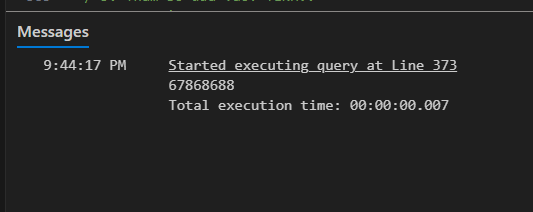 Messages
9:44:17 PM Started executing query at Line 373
67868688
Total execution time: 00:00:00.007